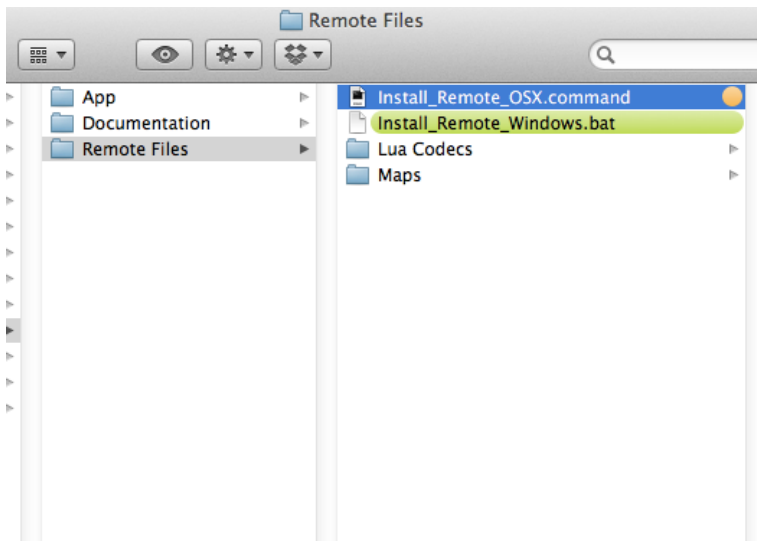 Remote Files
App
Documentation
Remote Files
Install_Remote_OSX.command
Install_Remote_Windows.bat
Lua Codecs
Maps